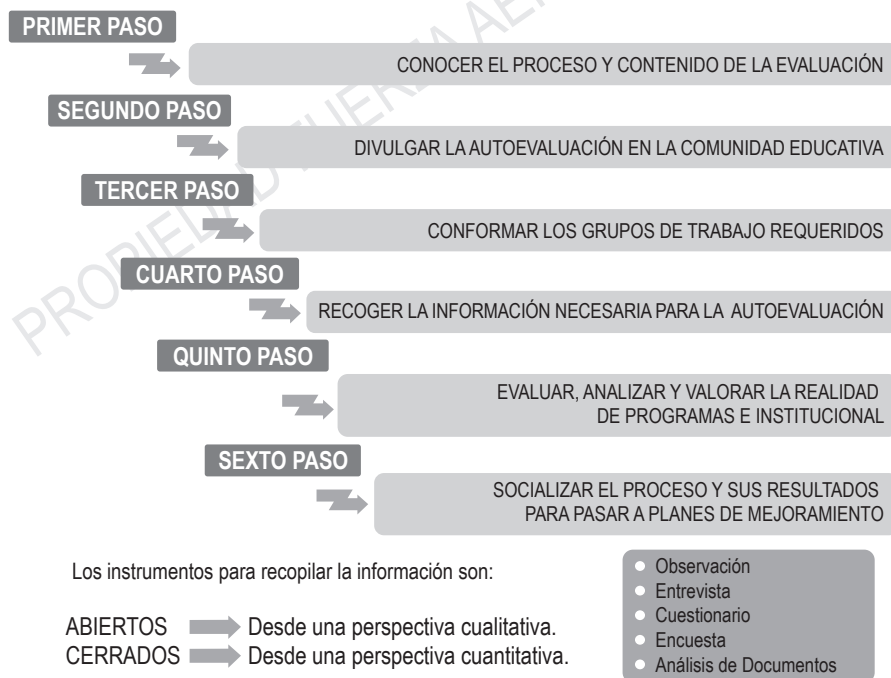 PRIMER PASO
CONOCER EL PROCESO Y CONTENIDO DE LA EVALUACIÓN
SEGUNDO PASO
DIVULGAR LA AUTOEVALUACIÓN EN LA COMUNIDAD EDUCATIVA
TERCER PASO
CONFORMAR LOS GRUPOS DE TRABAJO REQUERIDOS
CUARTO PASO
RECOGER LA INFORMACIÓN NECESARIA PARA LA AUTOEVALUACIÓN
QUINTO PASO
EVALUAR, ANALIZAR Y VALORAR LA REALIDAD
DE PROGRAMAS E INSTITUCIONAL
SEXTO PASO
SOCIALIZAR EL PROCESO Y SUS RESULTADOS
PARA PASAR A PLANES DE MEJORAMIENTO
Los instrumentos para recopilar la información son:
ABIERTOS Desde una perspectiva cualitativa.
CERRADOS Desde una perspectiva cuantitativa.
Observación
Entrevista
Cuestionario
Encuesta
Análisis de Documentos
PROPIEDAD